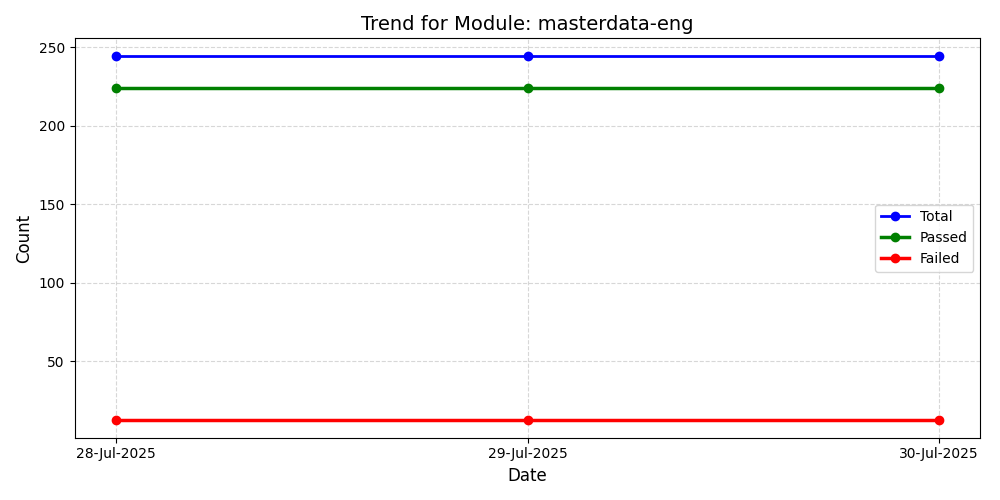 Trend for Module: masterdata-eng
250
200
150
100
50
Count
Total
Passed
Failed
28-Jul-2025
29-Jul-2025
30-Jul-2025
Date